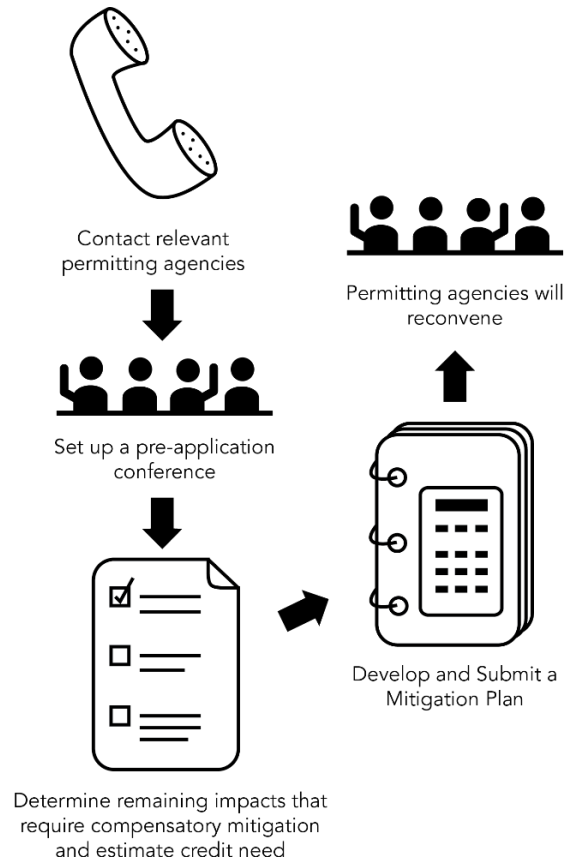 Contact relevant
permitting agencies
Set up a pre-application
conference
Determine remaining impacts that
require compensatory mitigation
and estimate credit need
Develop and Submit a
Mitigation Plan
Permitting agencies will
reconvene